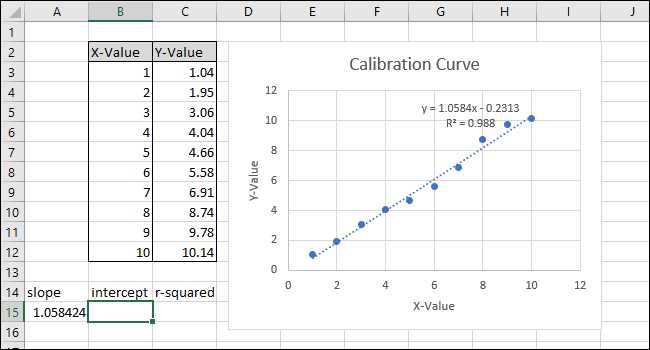 A B C D E F G H I J
1
2 X-Value Y-Value
3 1 1.04
4 2 1.95
5 3 3.06
6 4 4.04
7 5 4.66
8 6 5.58
9 7 6.91
10 8 8.74
11 9 9.78
12 10 10.14
13
14 slope intercept r-squared
15 1.058424
16
Calibration Curve
y = 1.0584x - 0.2313
R² = 0.988
12
10
8
6
4
2
0
0 2 4 6 8 10 12
Y-Value
X-Value